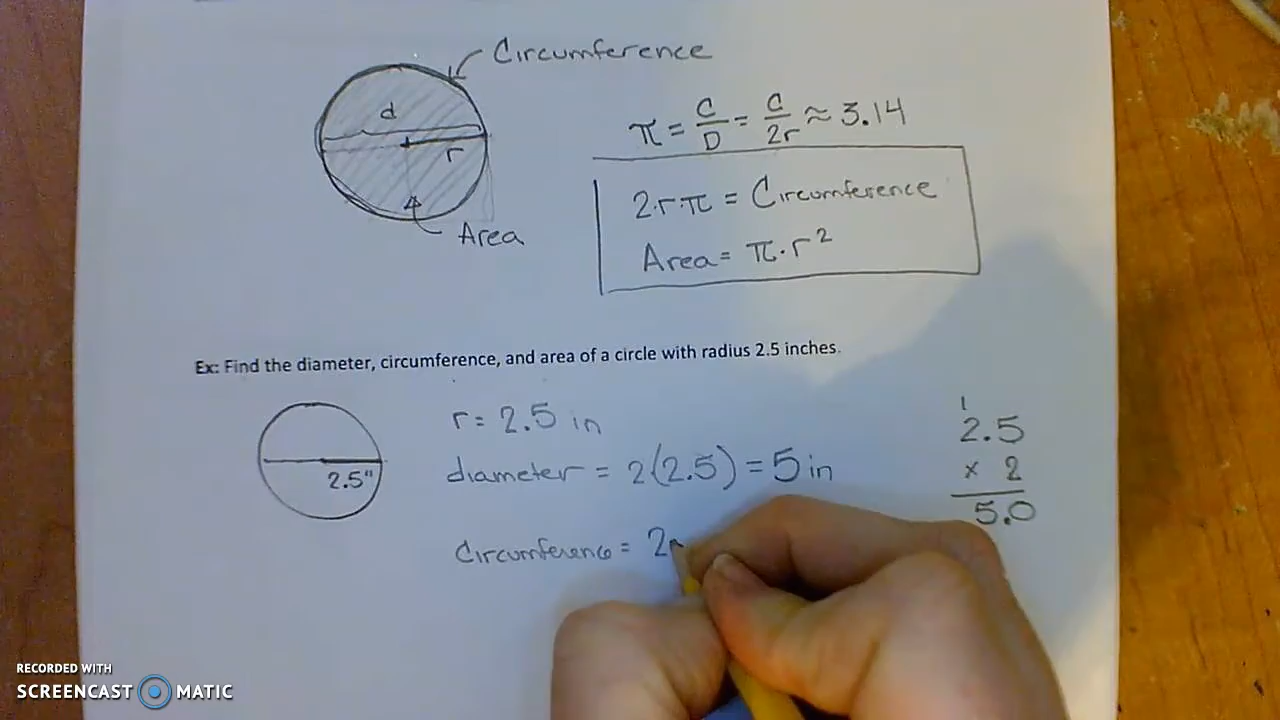 Circumference
d
r
Area
π = C/D = C/2r ≈ 3.14
2·r·π = Circumference
Area = π·r²
Ex: Find the diameter, circumference, and area of a circle with radius 2.5 inches.
2.5"
r = 2.5 in
diameter = 2(2.5) = 5 in
Circumference = 2r
1
2.5
x 2
5.0
RECORDED WITH
SCREENCAST MATIC